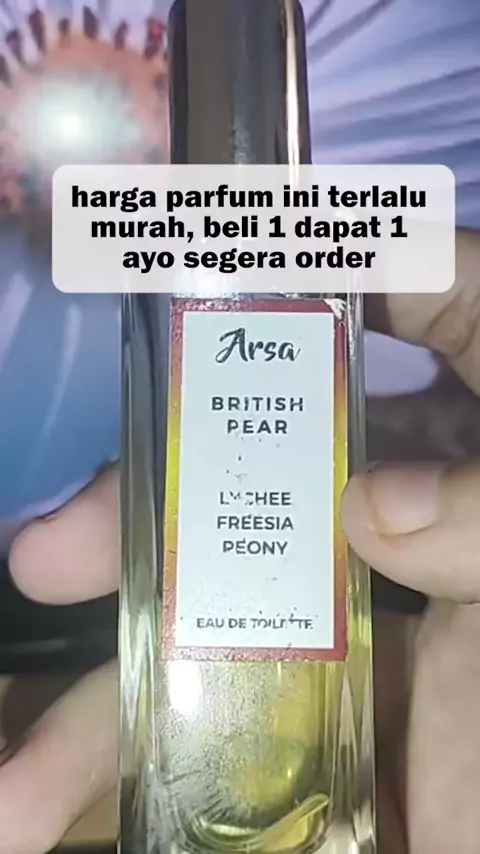 harga parfum ini terlalu
murah, beli 1 dapat 1
ayo segera order
Arsa
BRITISH
PEAR
LYCHEE
FREESIA
PEONY
EAU DE TOILETTE